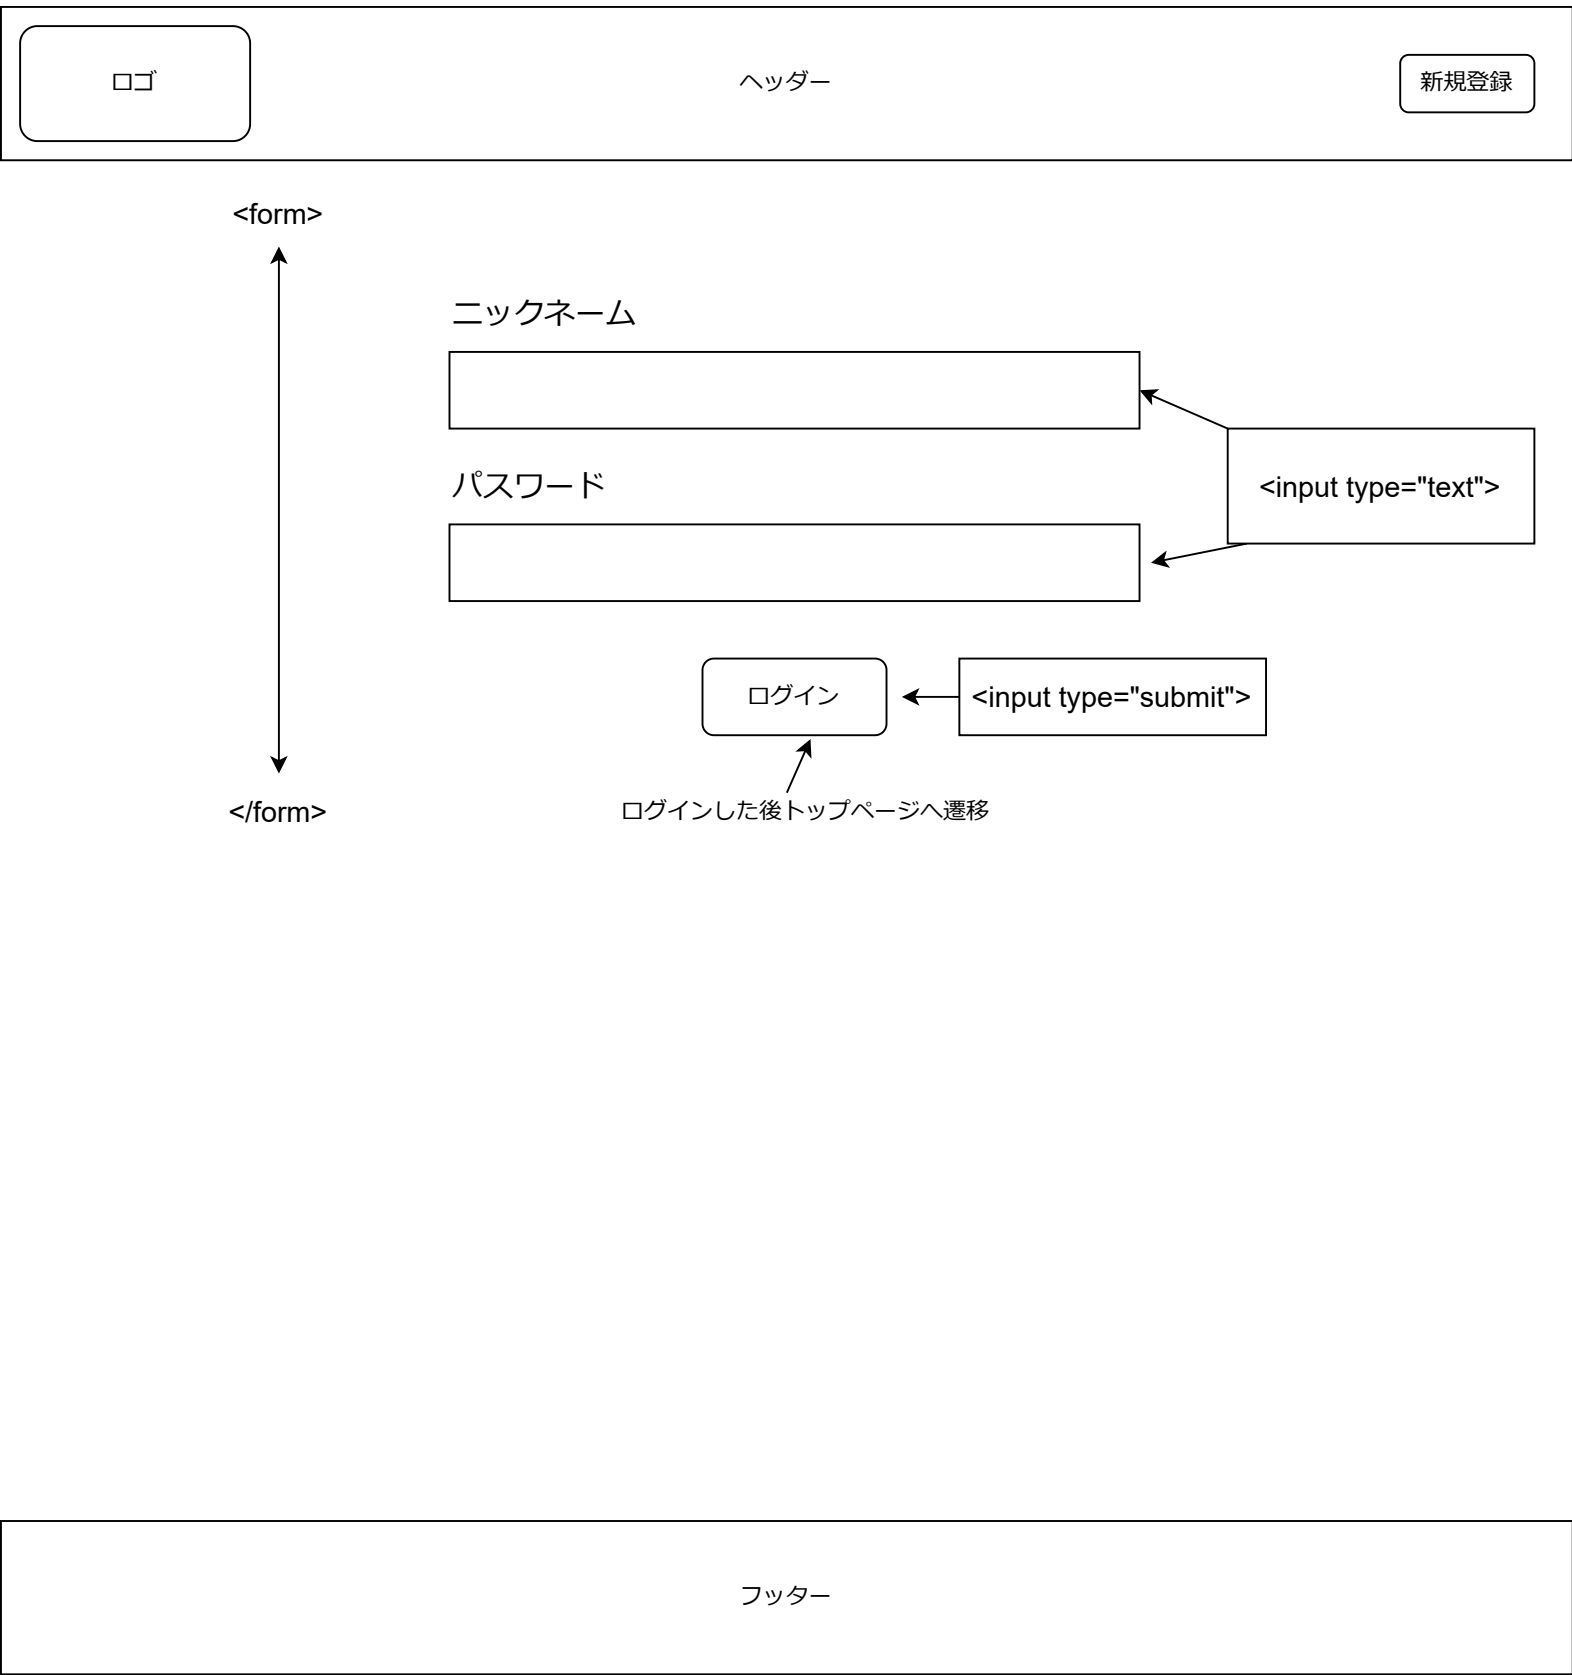 ロゴ
ヘッダー
新規登録
<form>
ニックネーム
パスワード
<input type="text">
ログイン
<input type="submit">
</form>
ログインした後トップページへ遷移
フッター